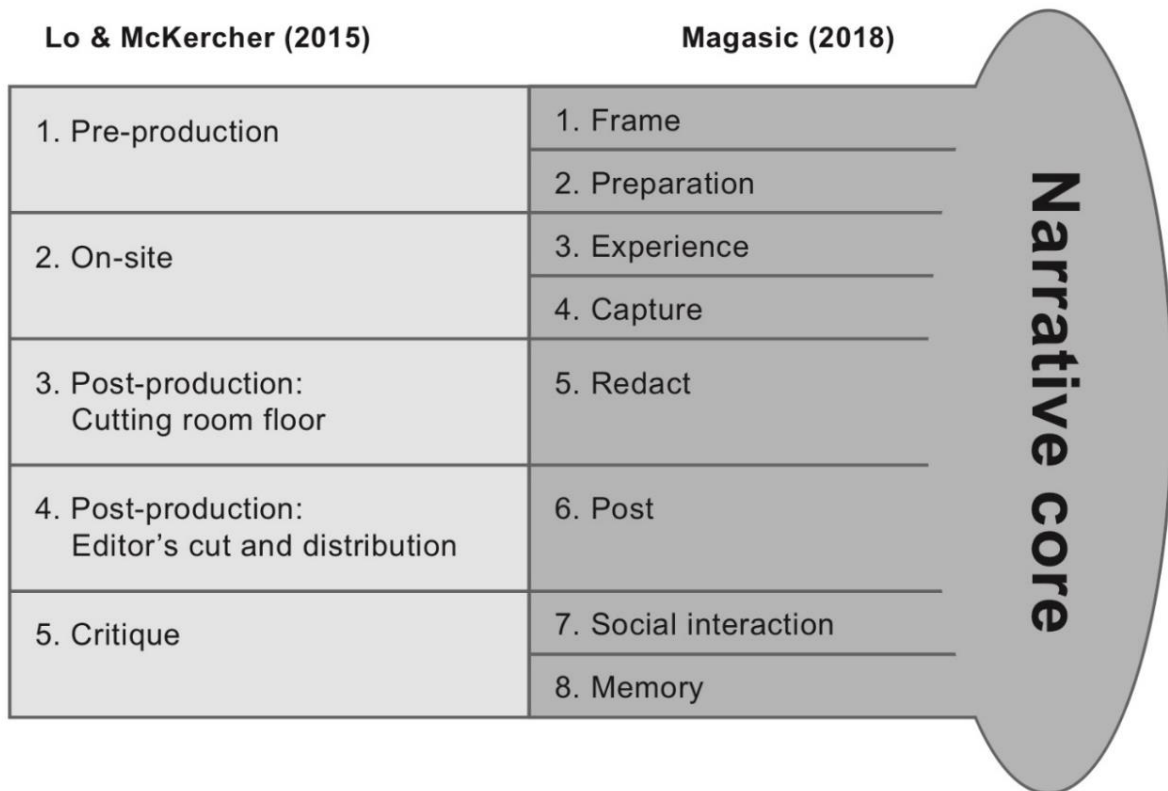 Lo & McKercher (2015)
Magasic (2018)
1. Pre-production
1. Frame
2. Preparation
2. On-site
3. Experience
4. Capture
3. Post-production:
Cutting room floor
5. Redact
4. Post-production:
Editor’s cut and distribution
6. Post
5. Critique
7. Social interaction
8. Memory
Narrative core